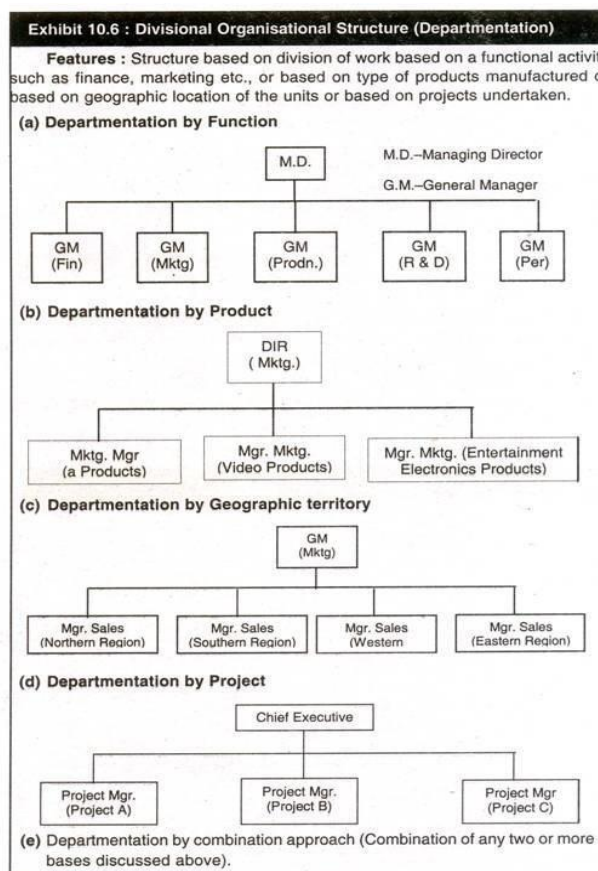 Exhibit 10.6 : Divisional Organisational Structure (Departmentation)
Features : Structure based on division of work based on a functional activit
such as finance, marketing etc., or based on type of products manufactured o
based on geographic location of the units or based on projects undertaken.
(a) Departmentation by Function
M.D.
M.D.–Managing Director
G.M.–General Manager
GM
(Fin)
GM
(Mktg)
GM
(Prodn.)
GM
(R & D)
GM
(Per)
(b) Departmentation by Product
DIR
( Mktg.)
Mktg. Mgr
(a Products)
Mgr. Mktg.
(Video Products)
Mgr. Mktg. (Entertainment
Electronics Products)
(c) Departmentation by Geographic territory
GM
(Mktg)
Mgr. Sales
(Northern Region)
Mgr. Sales
(Southern Region)
Mgr. Sales
(Western
Mgr. Sales
(Eastern Region)
(d) Departmentation by Project
Chief Executive
Project Mgr.
(Project A)
Project Mgr.
(Project B)
Project Mgr
(Project C)
(e) Departmentation by combination approach (Combination of any two or more
bases discussed above).